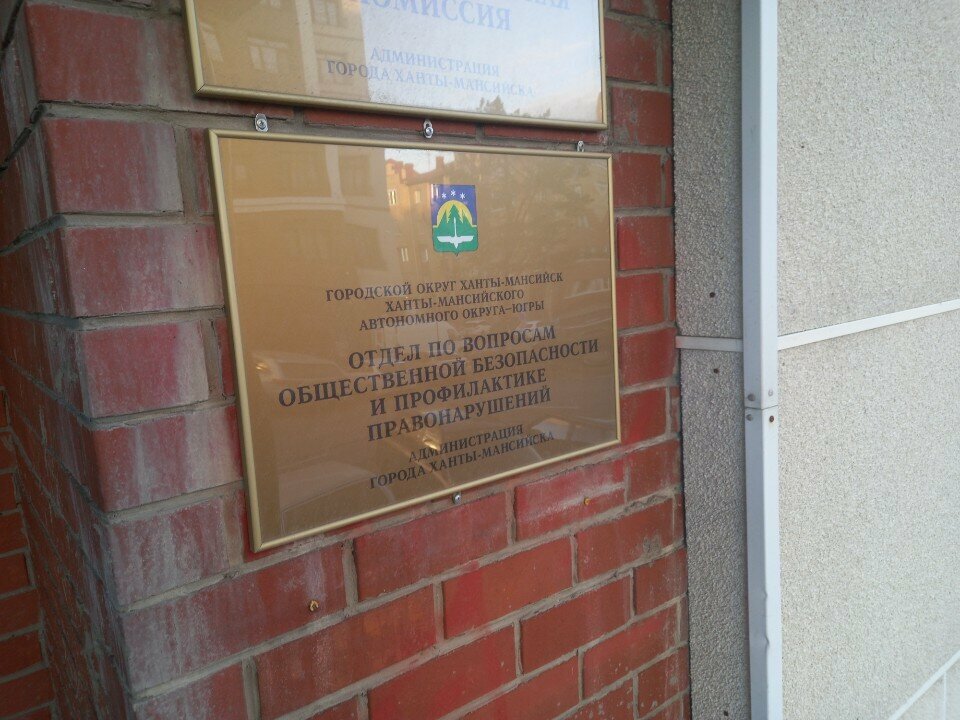 КОМИССИЯ
АДМИНИСТРАЦИЯ
ГОРОДА ХАНТЫ-МАНСИЙСКА
ГОРОДСКОЙ ОКРУГ ХАНТЫ-МАНСИЙСК
ХАНТЫ-МАНСИЙСКОГО
АВТОНОМНОГО ОКРУГА–ЮГРЫ
ОТДЕЛ ПО ВОПРОСАМ
ОБЩЕСТВЕННОЙ БЕЗОПАСНОСТИ
И ПРОФИЛАКТИКЕ
ПРАВОНАРУШЕНИЙ
АДМИНИСТРАЦИЯ
ГОРОДА ХАНТЫ-МАНСИЙСКА